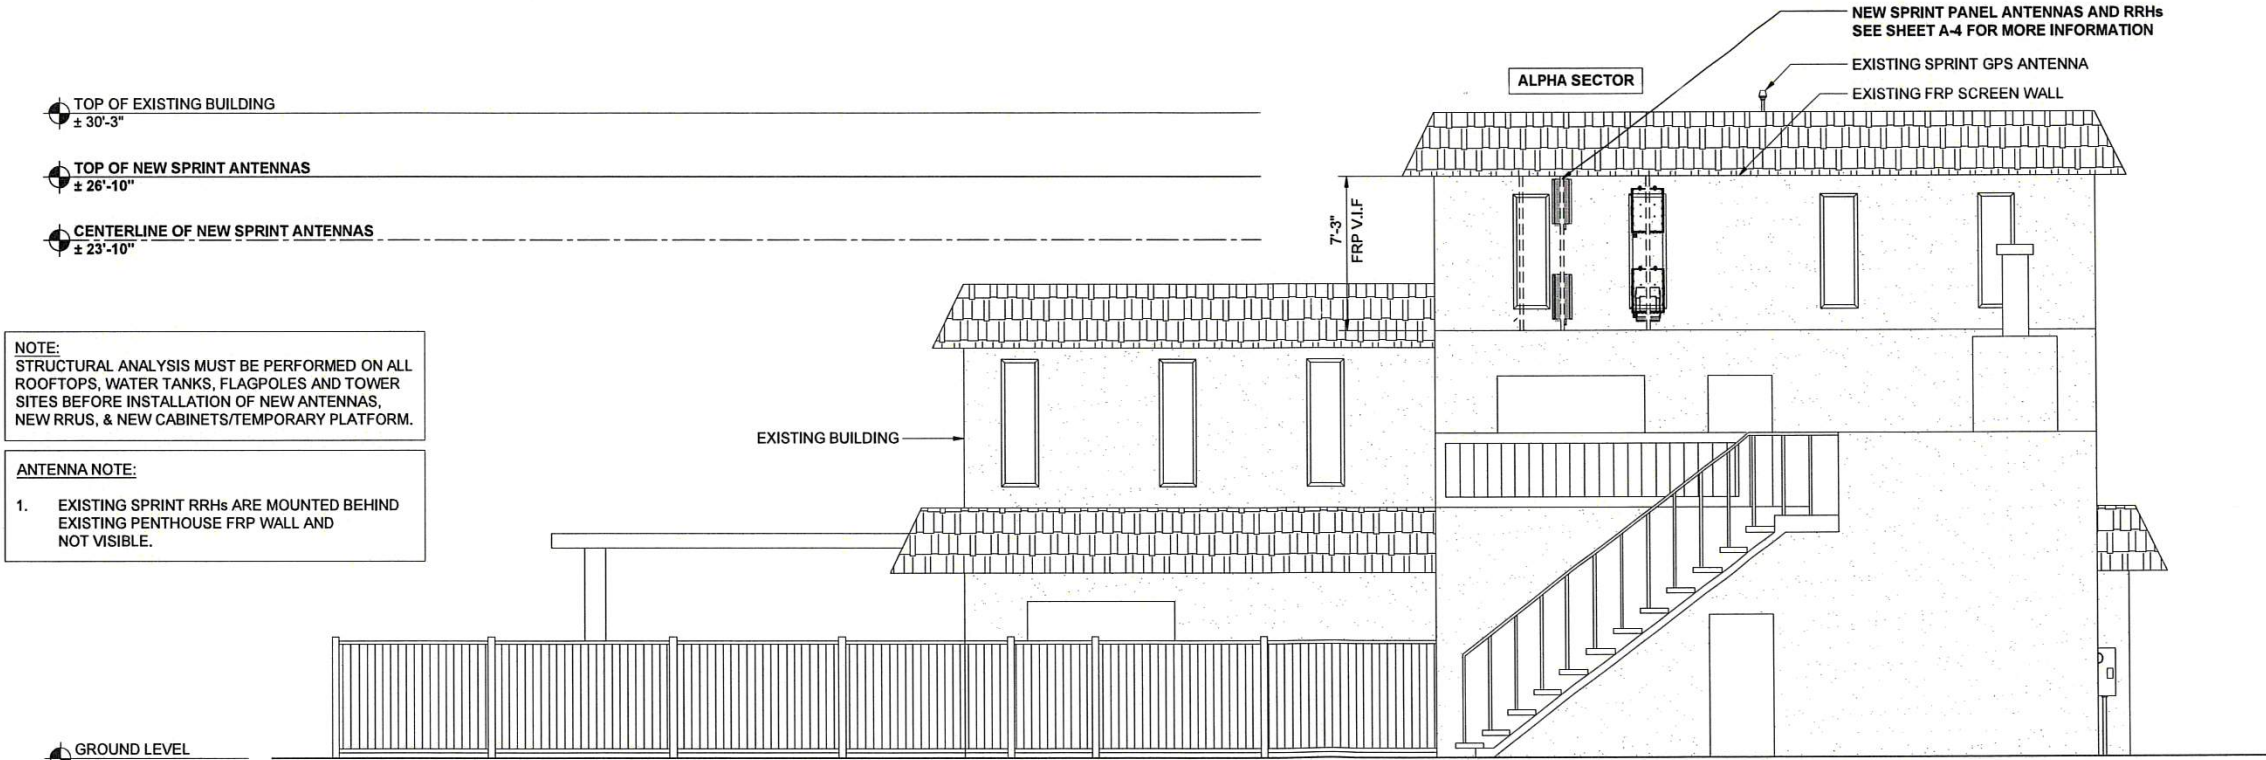 NEW SPRINT PANEL ANTENNAS AND RRHs
SEE SHEET A-4 FOR MORE INFORMATION
ALPHA SECTOR
EXISTING SPRINT GPS ANTENNA
EXISTING FRP SCREEN WALL
TOP OF EXISTING BUILDING
± 30'-3"
TOP OF NEW SPRINT ANTENNAS
± 26'-10"
CENTERLINE OF NEW SPRINT ANTENNAS
± 23'-10"
7'-3"
FRP V.I.F
NOTE:
STRUCTURAL ANALYSIS MUST BE PERFORMED ON ALL
ROOFTOPS, WATER TANKS, FLAGPOLES AND TOWER
SITES BEFORE INSTALLATION OF NEW ANTENNAS,
NEW RRUS, & NEW CABINETS/TEMPORARY PLATFORM.
EXISTING BUILDING
ANTENNA NOTE:
1. EXISTING SPRINT RRHs ARE MOUNTED BEHIND
EXISTING PENTHOUSE FRP WALL AND
NOT VISIBLE.
GROUND LEVEL